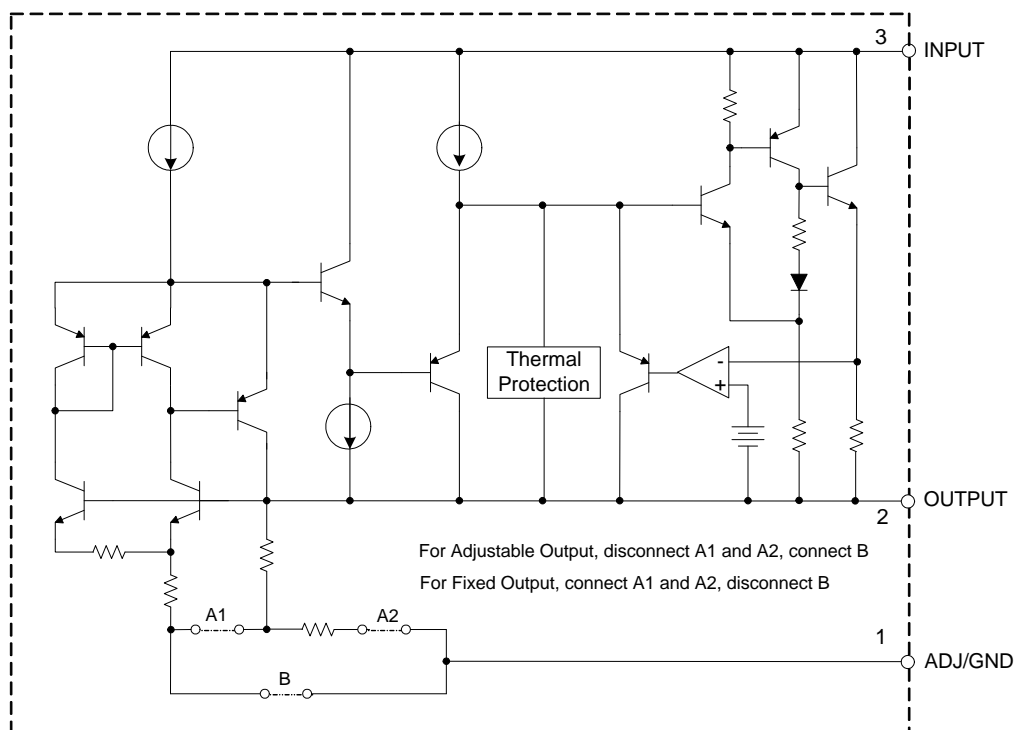 3
INPUT
Thermal
Protection
-
+
OUTPUT
2
For Adjustable Output, disconnect A1 and A2, connect B
For Fixed Output, connect A1 and A2, disconnect B
A1
A2
1
ADJ/GND
B